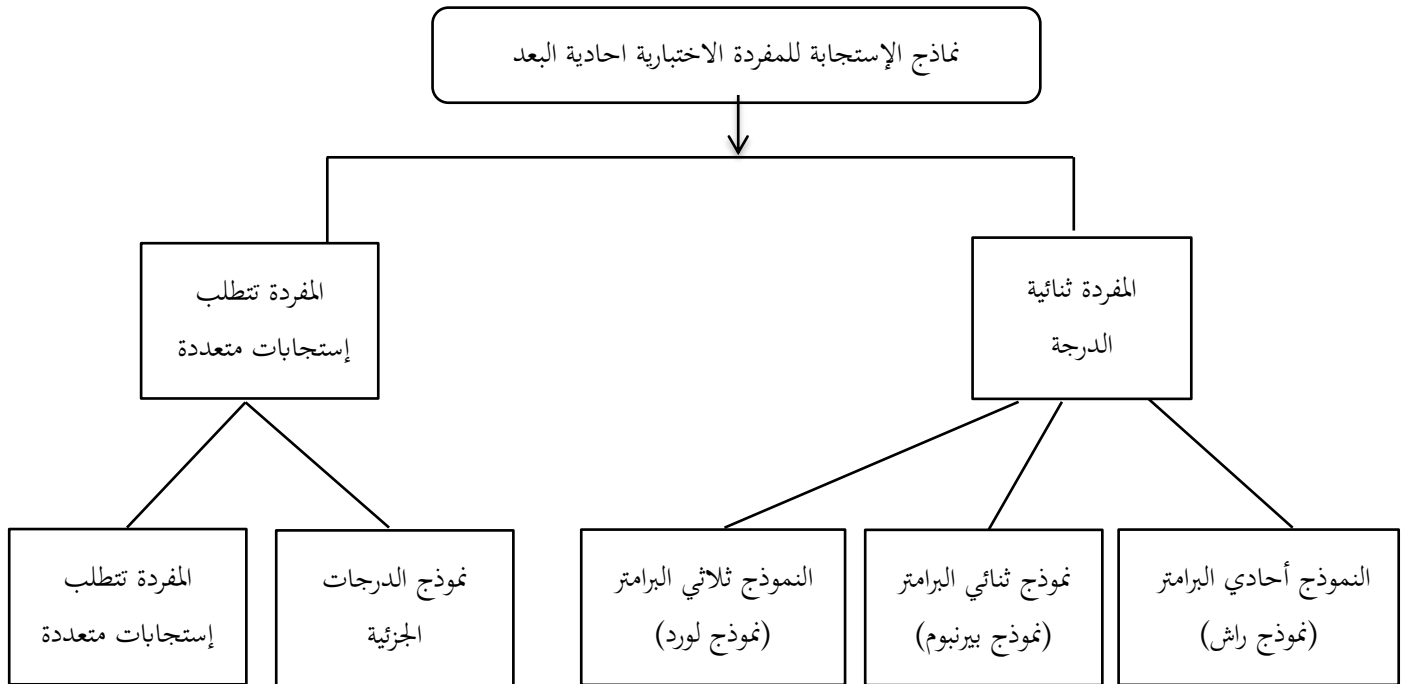 نماذج الإستجابة للمفردة الاختبارية احادية البعد
المفردة ثنائية
الدرجة
المفردة تتطلب
إستجابات متعددة
النموذج أحادي البرامتر
(نموذج راش)
نموذج ثنائي البرامتر
(نموذج بيرنبوم)
النموذج ثلاثي البرامتر
(نموذج لورد)
نموذج الدرجات
الجزئية
المفردة تتطلب
إستجابات متعددة